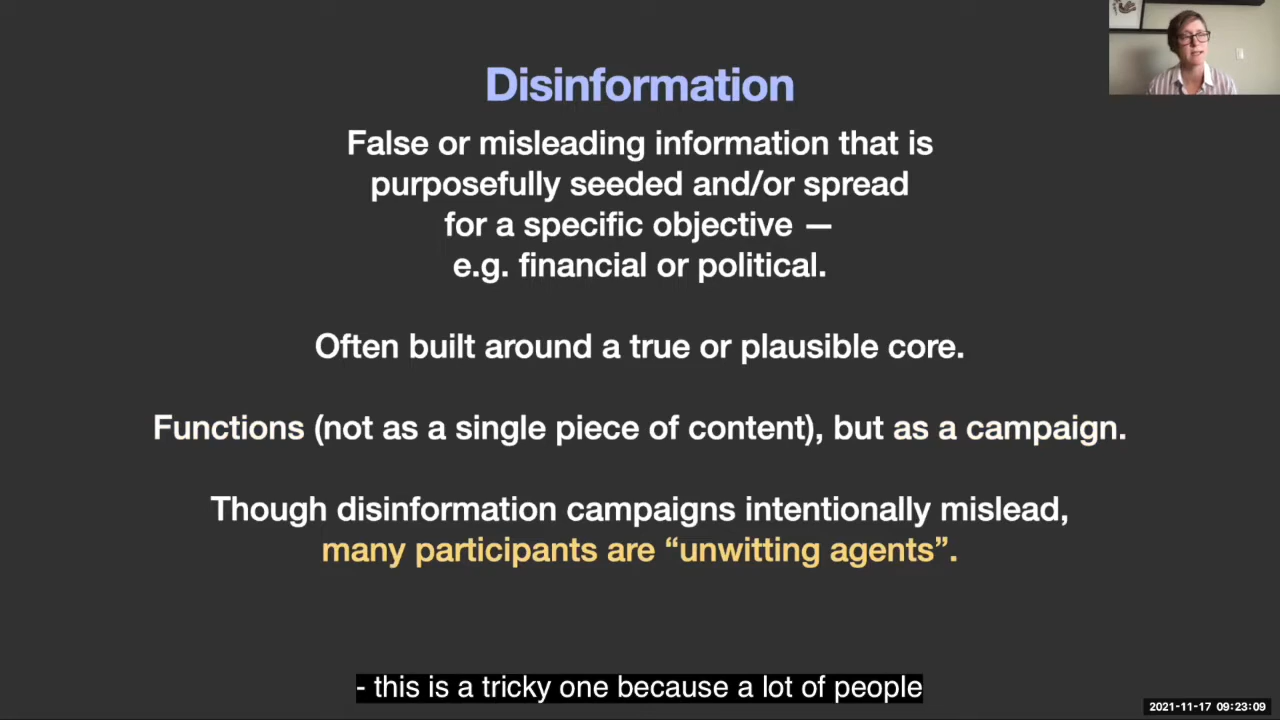 Disinformation
False or misleading information that is
purposefully seeded and/or spread
for a specific objective —
e.g. financial or political.
Often built around a true or plausible core.
Functions (not as a single piece of content), but as a campaign.
Though disinformation campaigns intentionally mislead,
many participants are “unwitting agents”.
- this is a tricky one because a lot of people
2021-11-17 09:23:09